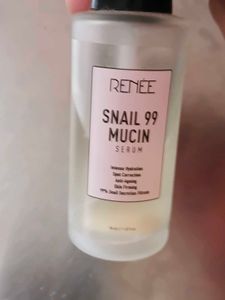 RENÉE
SNAIL 99
MUCIN
SERUM
Intense Hydration
Spot Correction
Anti-ageing
Skin Firming
99% Snail Secretion Filtrate